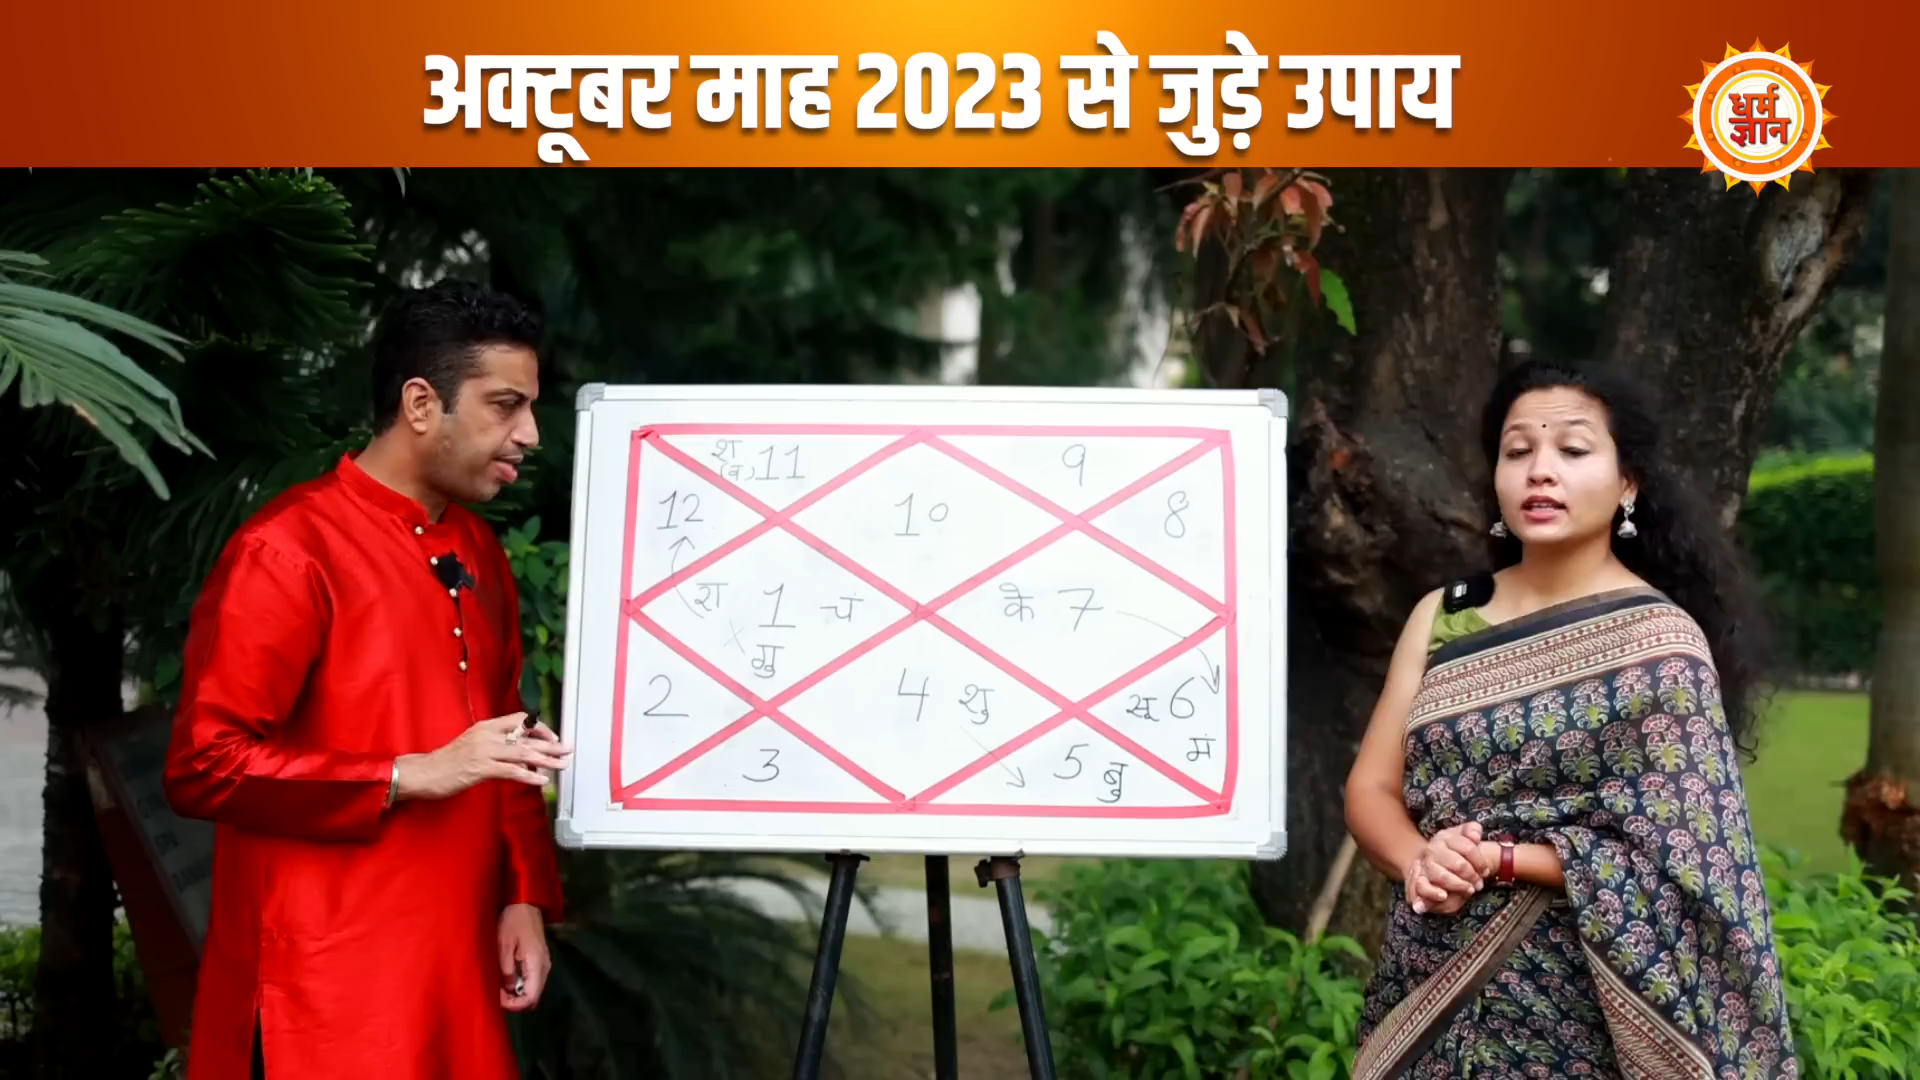 अक्टूबर माह 2023 से जुड़े उपाय
धर्म
ज्ञान
श 11
(व)
9
12
10
8
रा 1 चं
के 7
गु
2
4 शु
सू 6
मं
3
5 बु